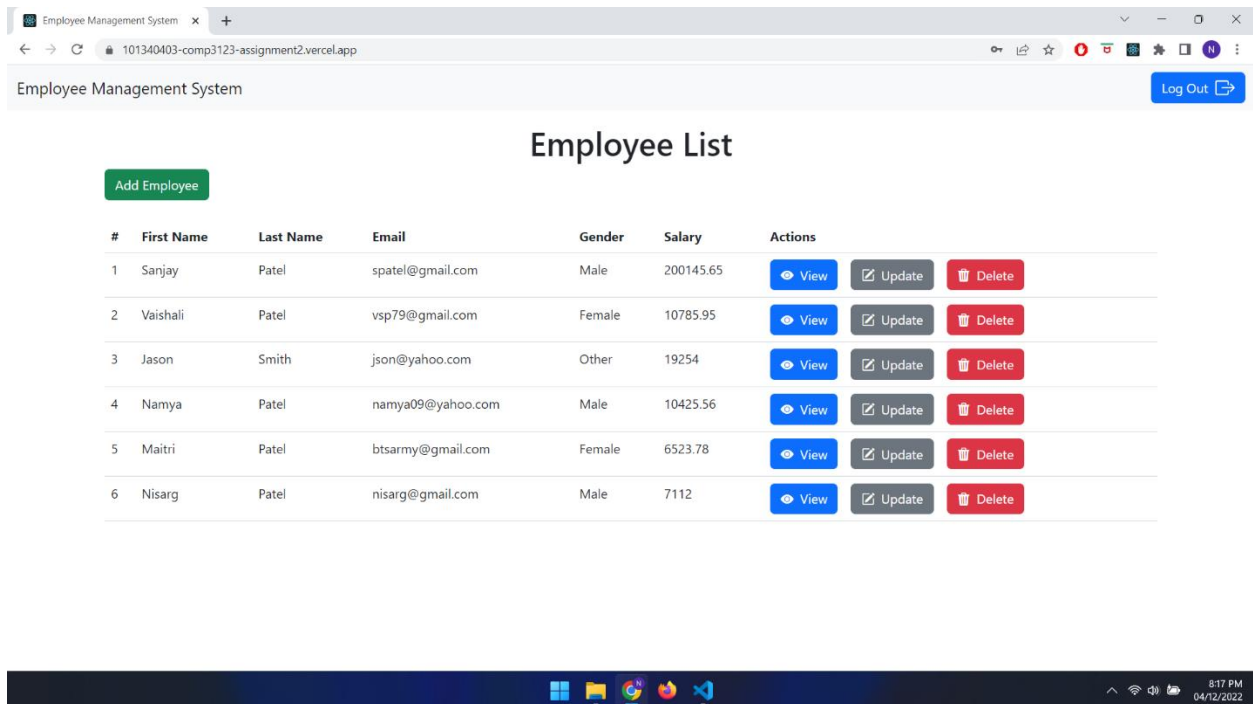 Employee Management System
101340403-comp3123-assignment2.vercel.app
N
Employee Management System
Log Out
Employee List
Add Employee
# First Name Last Name Email Gender Salary Actions
1 Sanjay Patel spatel@gmail.com Male 200145.65 View Update Delete
2 Vaishali Patel vsp79@gmail.com Female 10785.95 View Update Delete
3 Jason Smith json@yahoo.com Other 19254 View Update Delete
4 Namya Patel namya09@yahoo.com Male 10425.56 View Update Delete
5 Maitri Patel btsarmy@gmail.com Female 6523.78 View Update Delete
6 Nisarg Patel nisarg@gmail.com Male 7112 View Update Delete
8:17 PM
04/12/2022